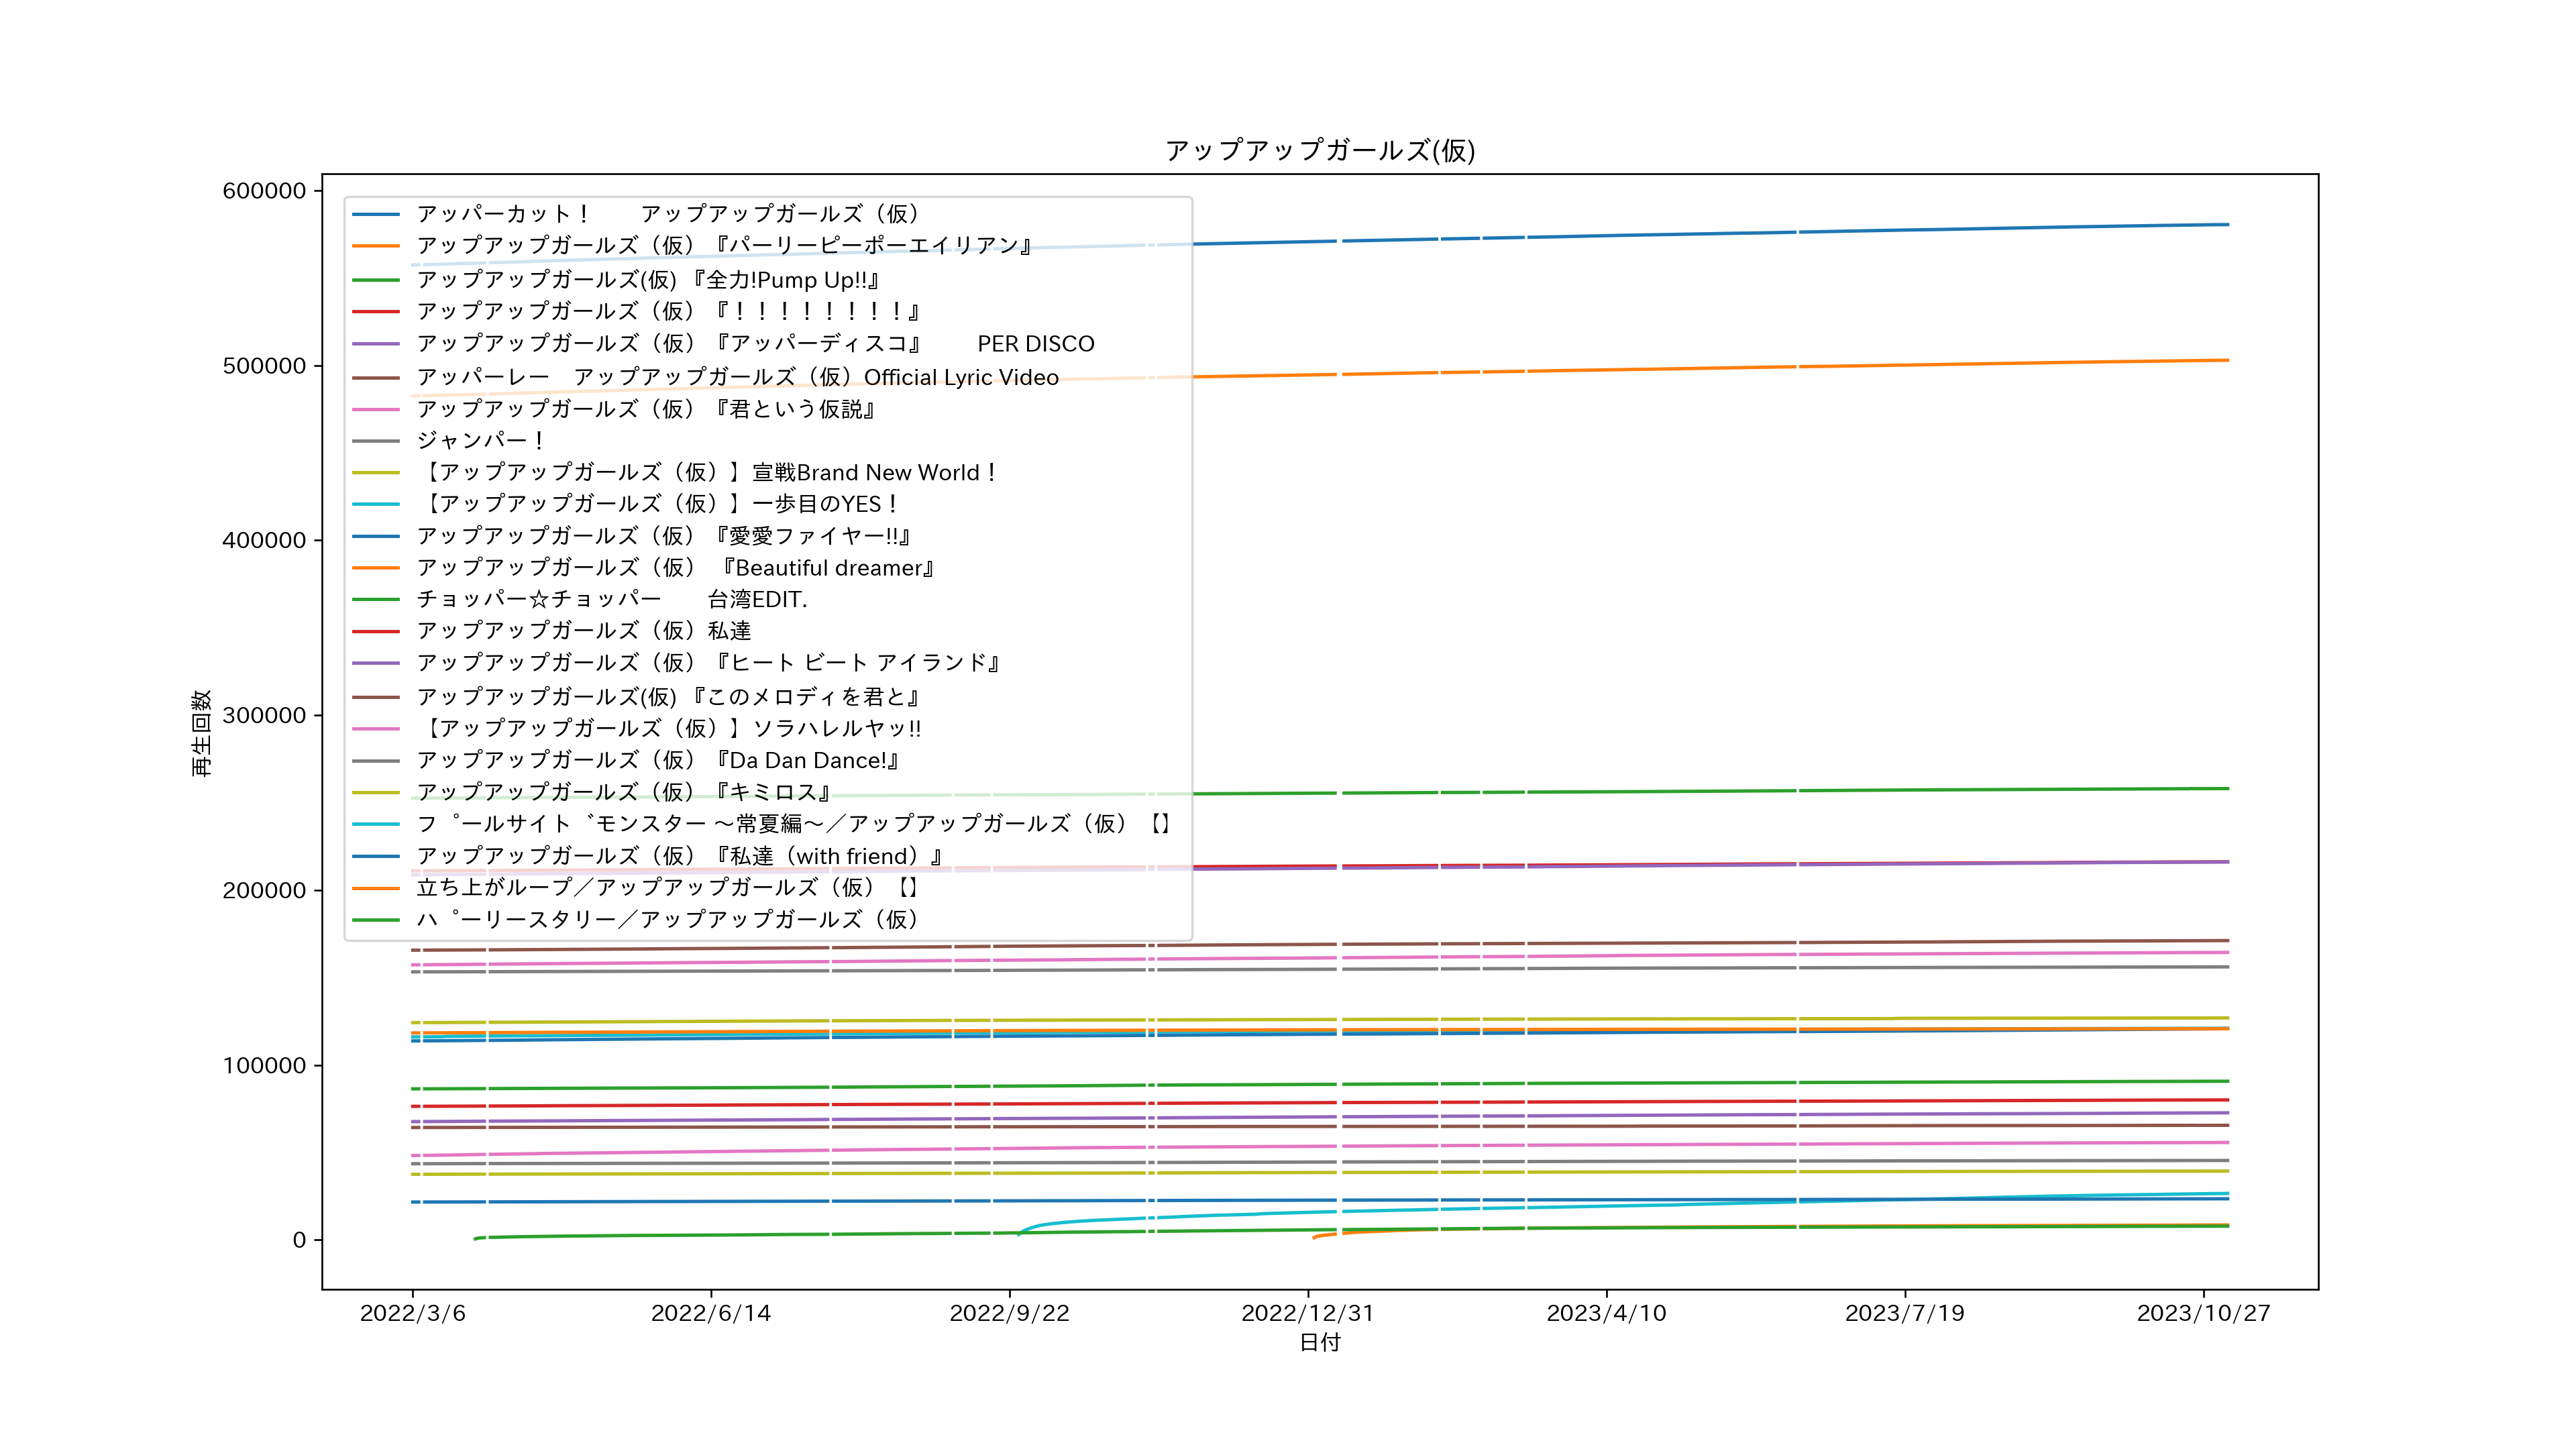 アップアップガールズ(仮)
600000
500000
400000
300000
200000
100000
0
再生回数
アッパーカット！　　アップアップガールズ（仮）
アップアップガールズ（仮）『パーリーピーポーエイリアン』
アップアップガールズ(仮) 『全力!Pump Up!!』
アップアップガールズ（仮）『！！！！！！！！』
アップアップガールズ（仮）『アッパーディスコ』　　PER DISCO
アッパーレー　アップアップガールズ（仮）Official Lyric Video
アップアップガールズ（仮）『君という仮説』
ジャンパー！
【アップアップガールズ（仮）】宣戦Brand New World！
【アップアップガールズ（仮）】一歩目のYES！
アップアップガールズ（仮）『愛愛ファイヤー!!』
アップアップガールズ（仮） 『Beautiful dreamer』
チョッパー☆チョッパー　　台湾EDIT.
アップアップガールズ（仮）私達
アップアップガールズ（仮）『ヒート ビート アイランド』
アップアップガールズ(仮) 『このメロディを君と』
【アップアップガールズ（仮）】ソラハレルヤッ!!
アップアップガールズ（仮）『Da Dan Dance!』
アップアップガールズ（仮）『キミロス』
フ゜ールサイト゛モンスター ～常夏編～／アップアップガールズ（仮）【】
アップアップガールズ（仮）『私達（with friend）』
立ち上がループ／アップアップガールズ（仮）【】
ハ゜ーリースタリー／アップアップガールズ（仮）
2022/3/6 2022/6/14 2022/9/22 2022/12/31 2023/4/10 2023/7/19 2023/10/27
日付